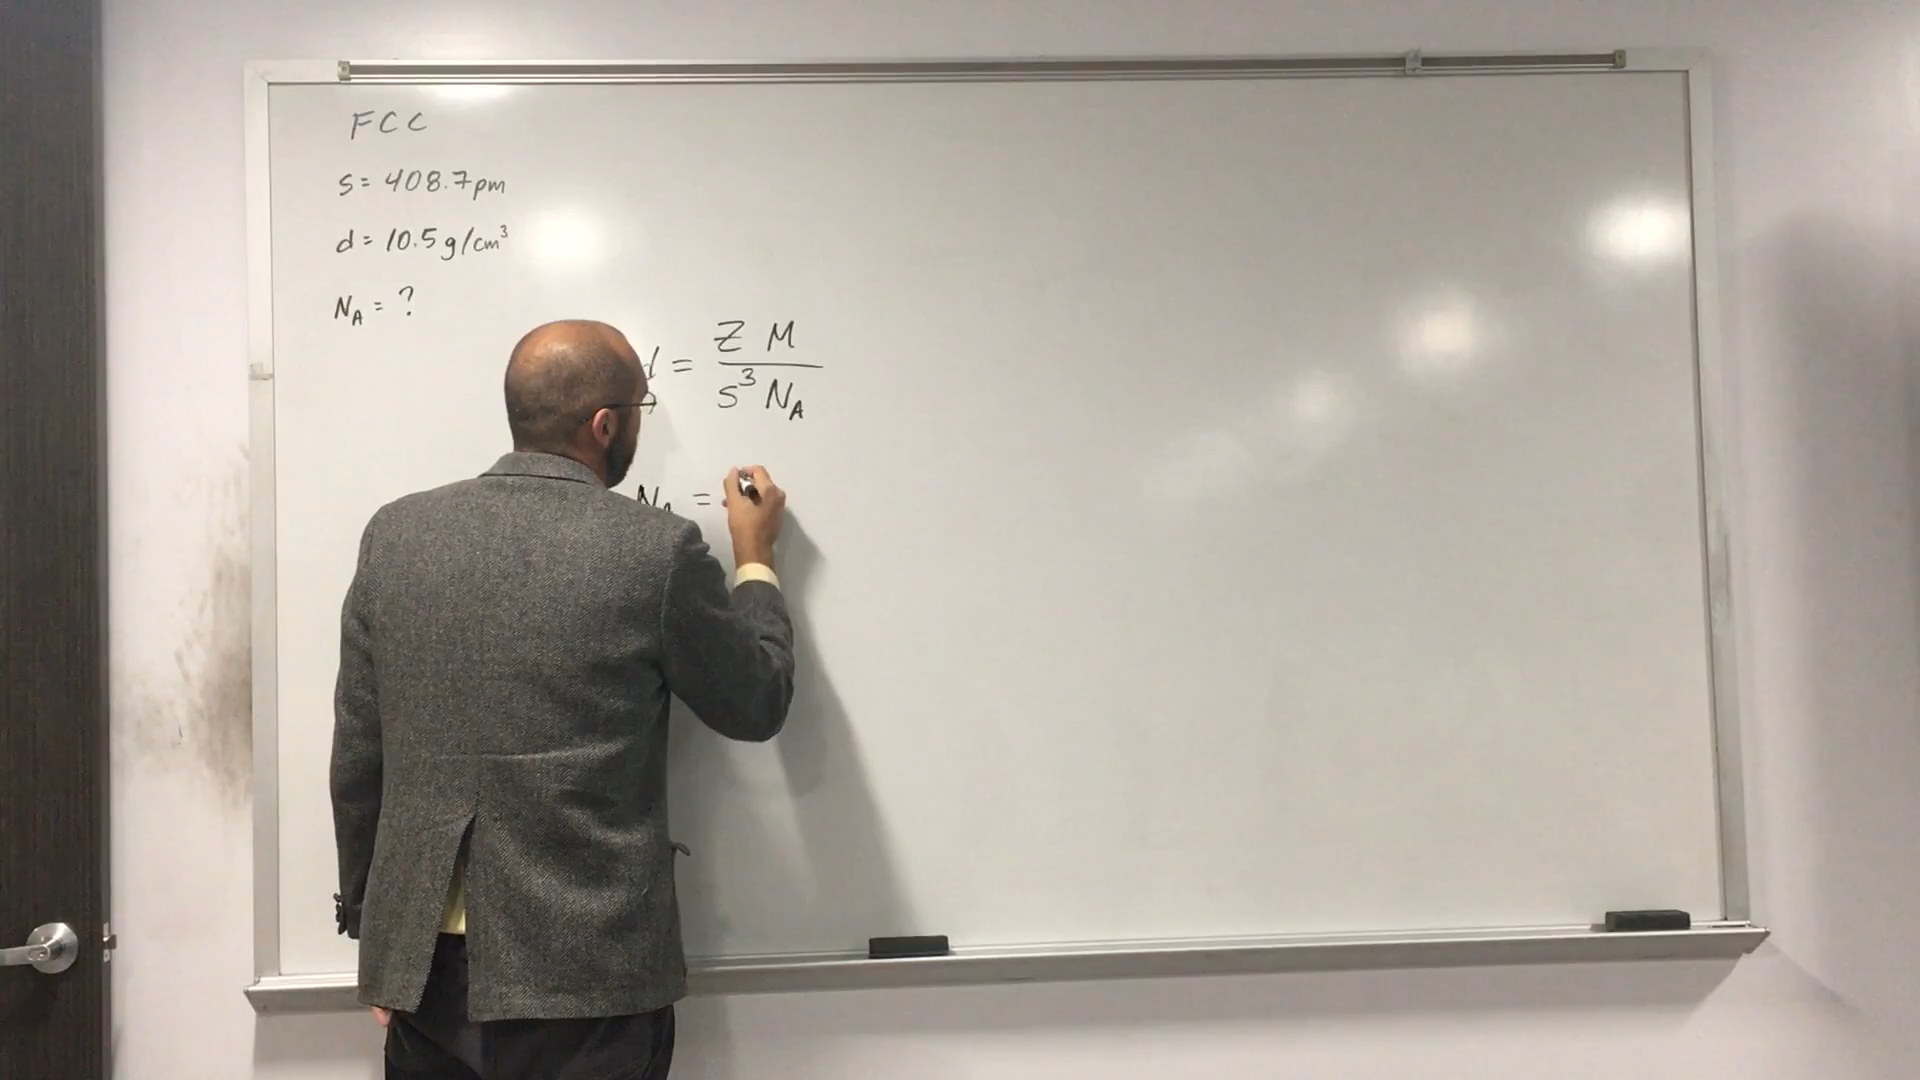 FCC
s = 408.7 pm
d = 10.5 g/cm³
N_A = ?
d = Z M / s³ N_A
N_A =